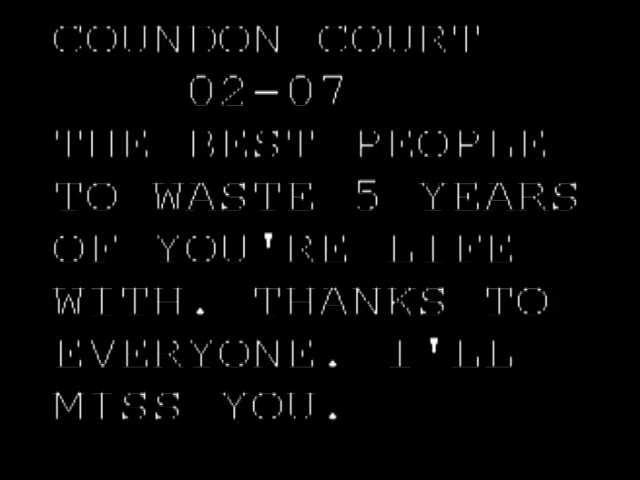 COUNDON COURT
02-07
THE BEST PEOPLE
TO WASTE 5 YEARS
OF YOU'RE LIFE
WITH. THANKS TO
EVERYONE. I'LL
MISS YOU.